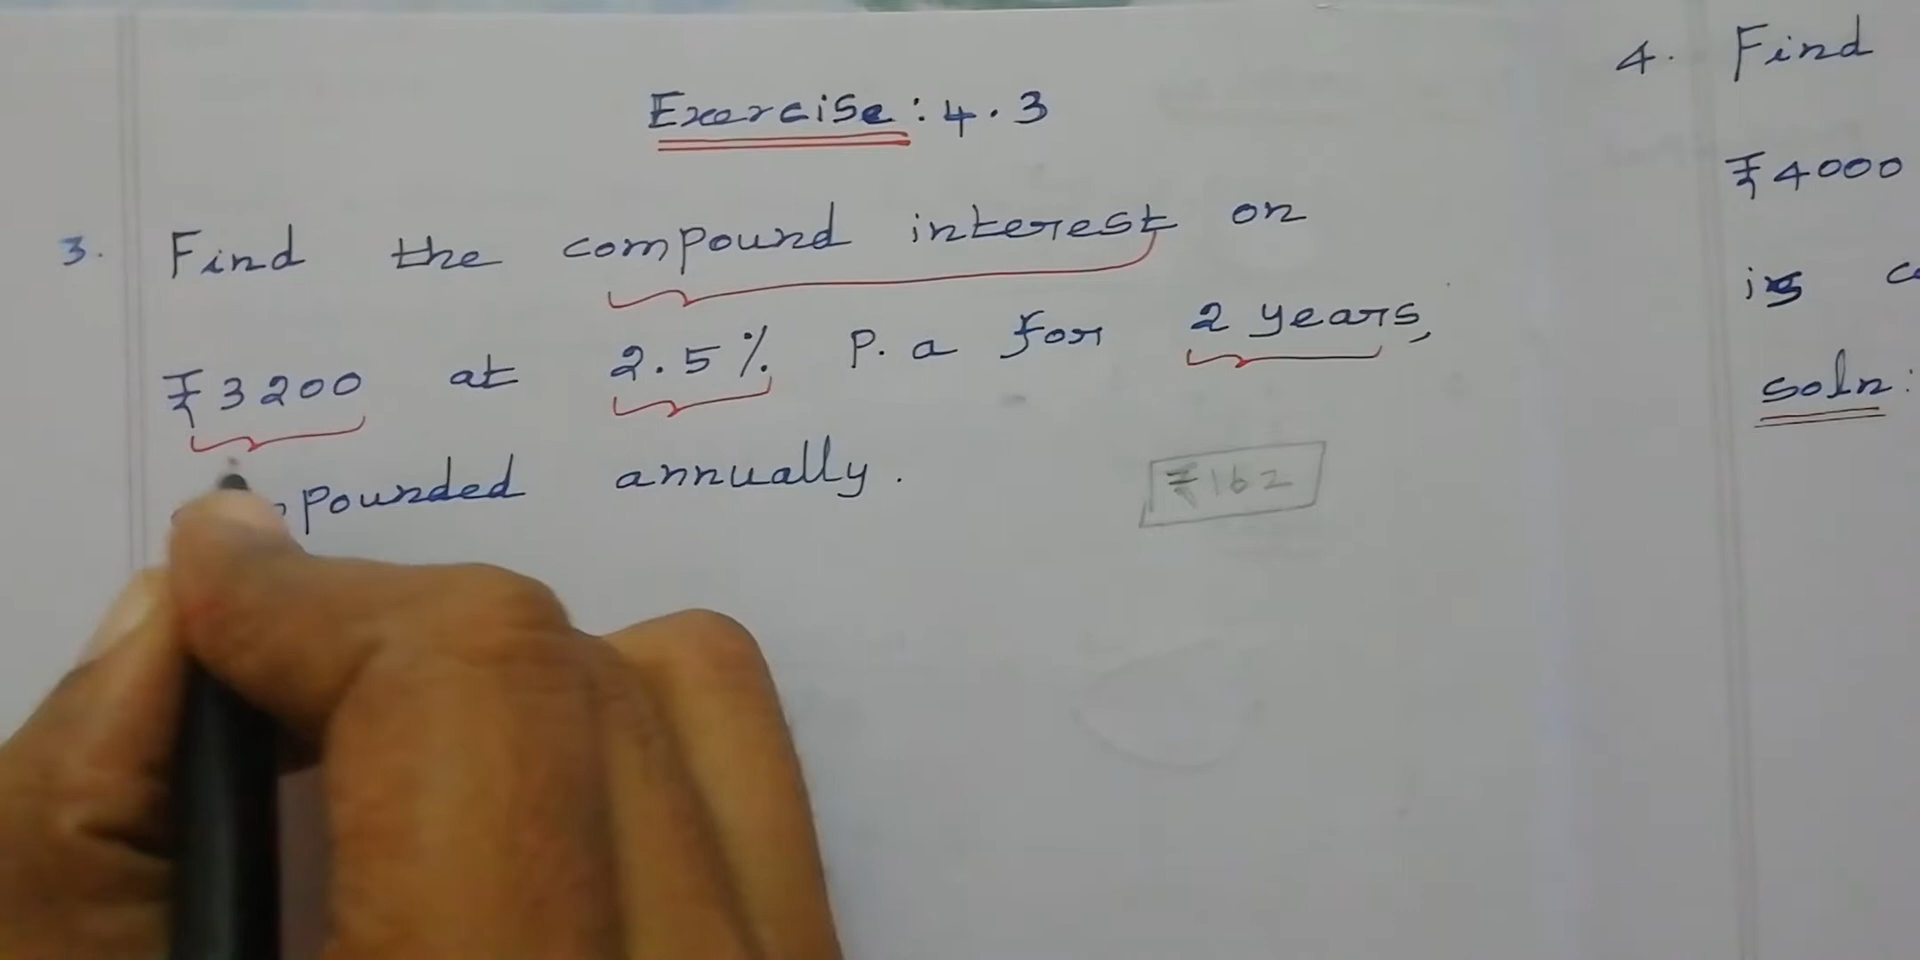 Exercise: 4.3
3. Find the compound interest on
₹3200 at 2.5% P.a for 2 years,
pounded annually.
₹162
4. Find
₹4000
is
soln: